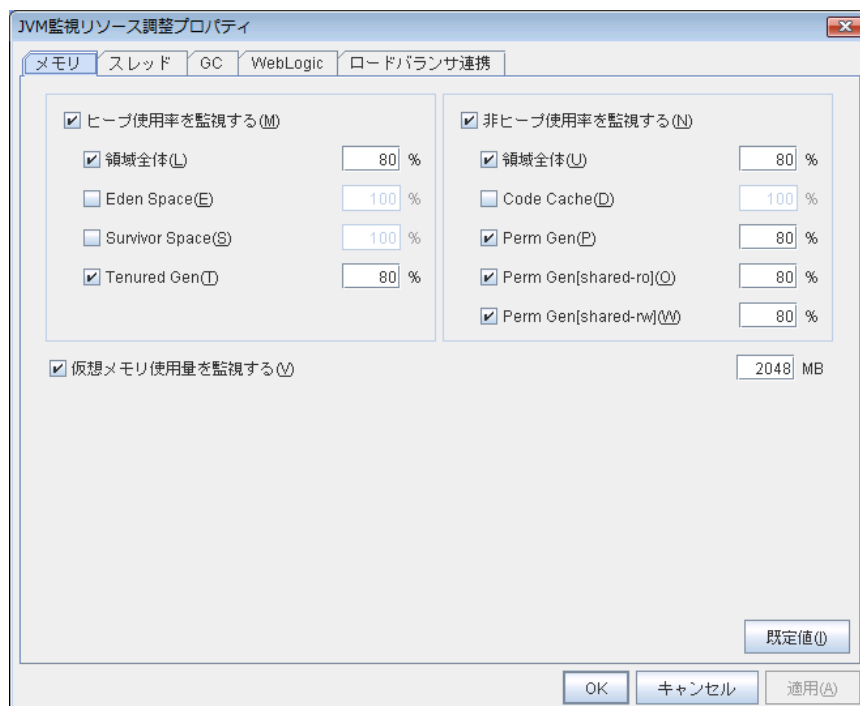 JVM監視リソース調整プロパティ
メモリ スレッド GC WebLogic ロードバランサ連携
ヒープ使用率を監視する(M)
領域全体(L) 80 %
Eden Space(E) 100 %
Survivor Space(S) 100 %
Tenured Gen(T) 80 %
非ヒープ使用率を監視する(N)
領域全体(U) 80 %
Code Cache(D) 100 %
Perm Gen(P) 80 %
Perm Gen[shared-ro](O) 80 %
Perm Gen[shared-rw](W) 80 %
仮想メモリ使用量を監視する(V) 2048 MB
既定値(I)
OK キャンセル 適用(A)